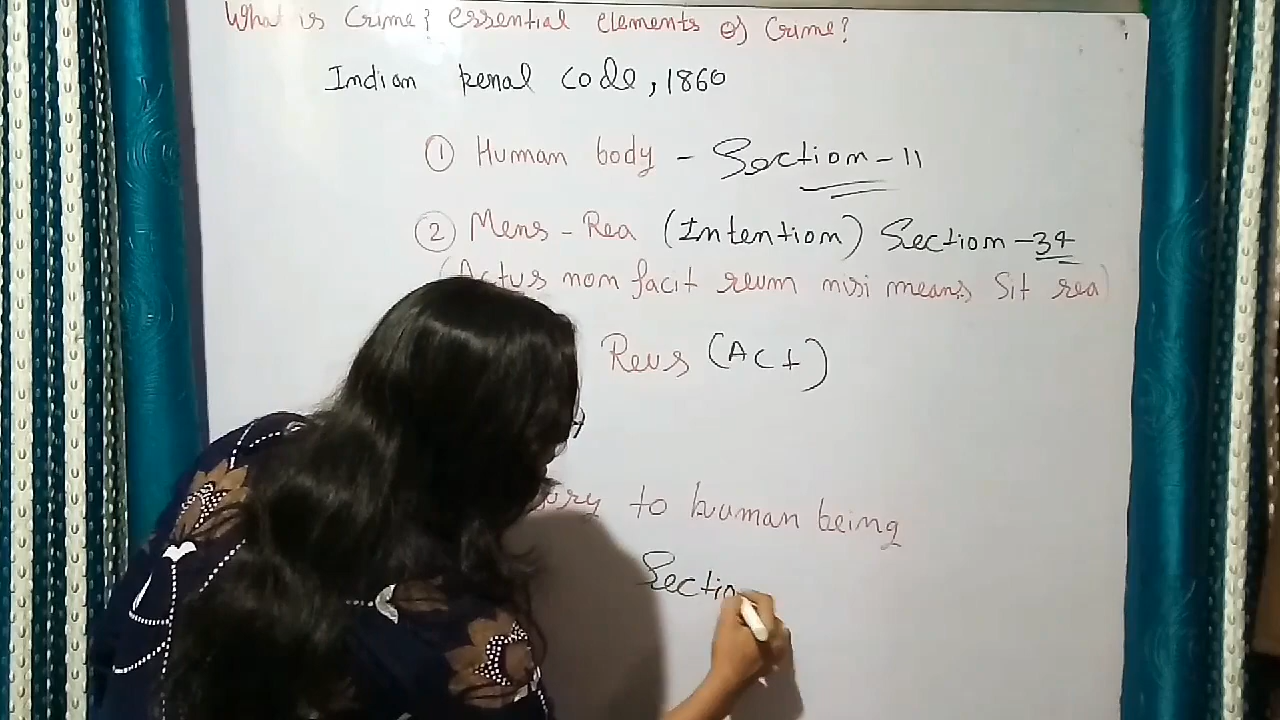 What is Crime? essential elements of Crime?
Indian penal code, 1860
① Human body - Section - 11
② Mens - Rea (Intention) Section - 34
(Actus non facit reum nisi means Sit rea)
Reus (Act)
to human being
Sectin